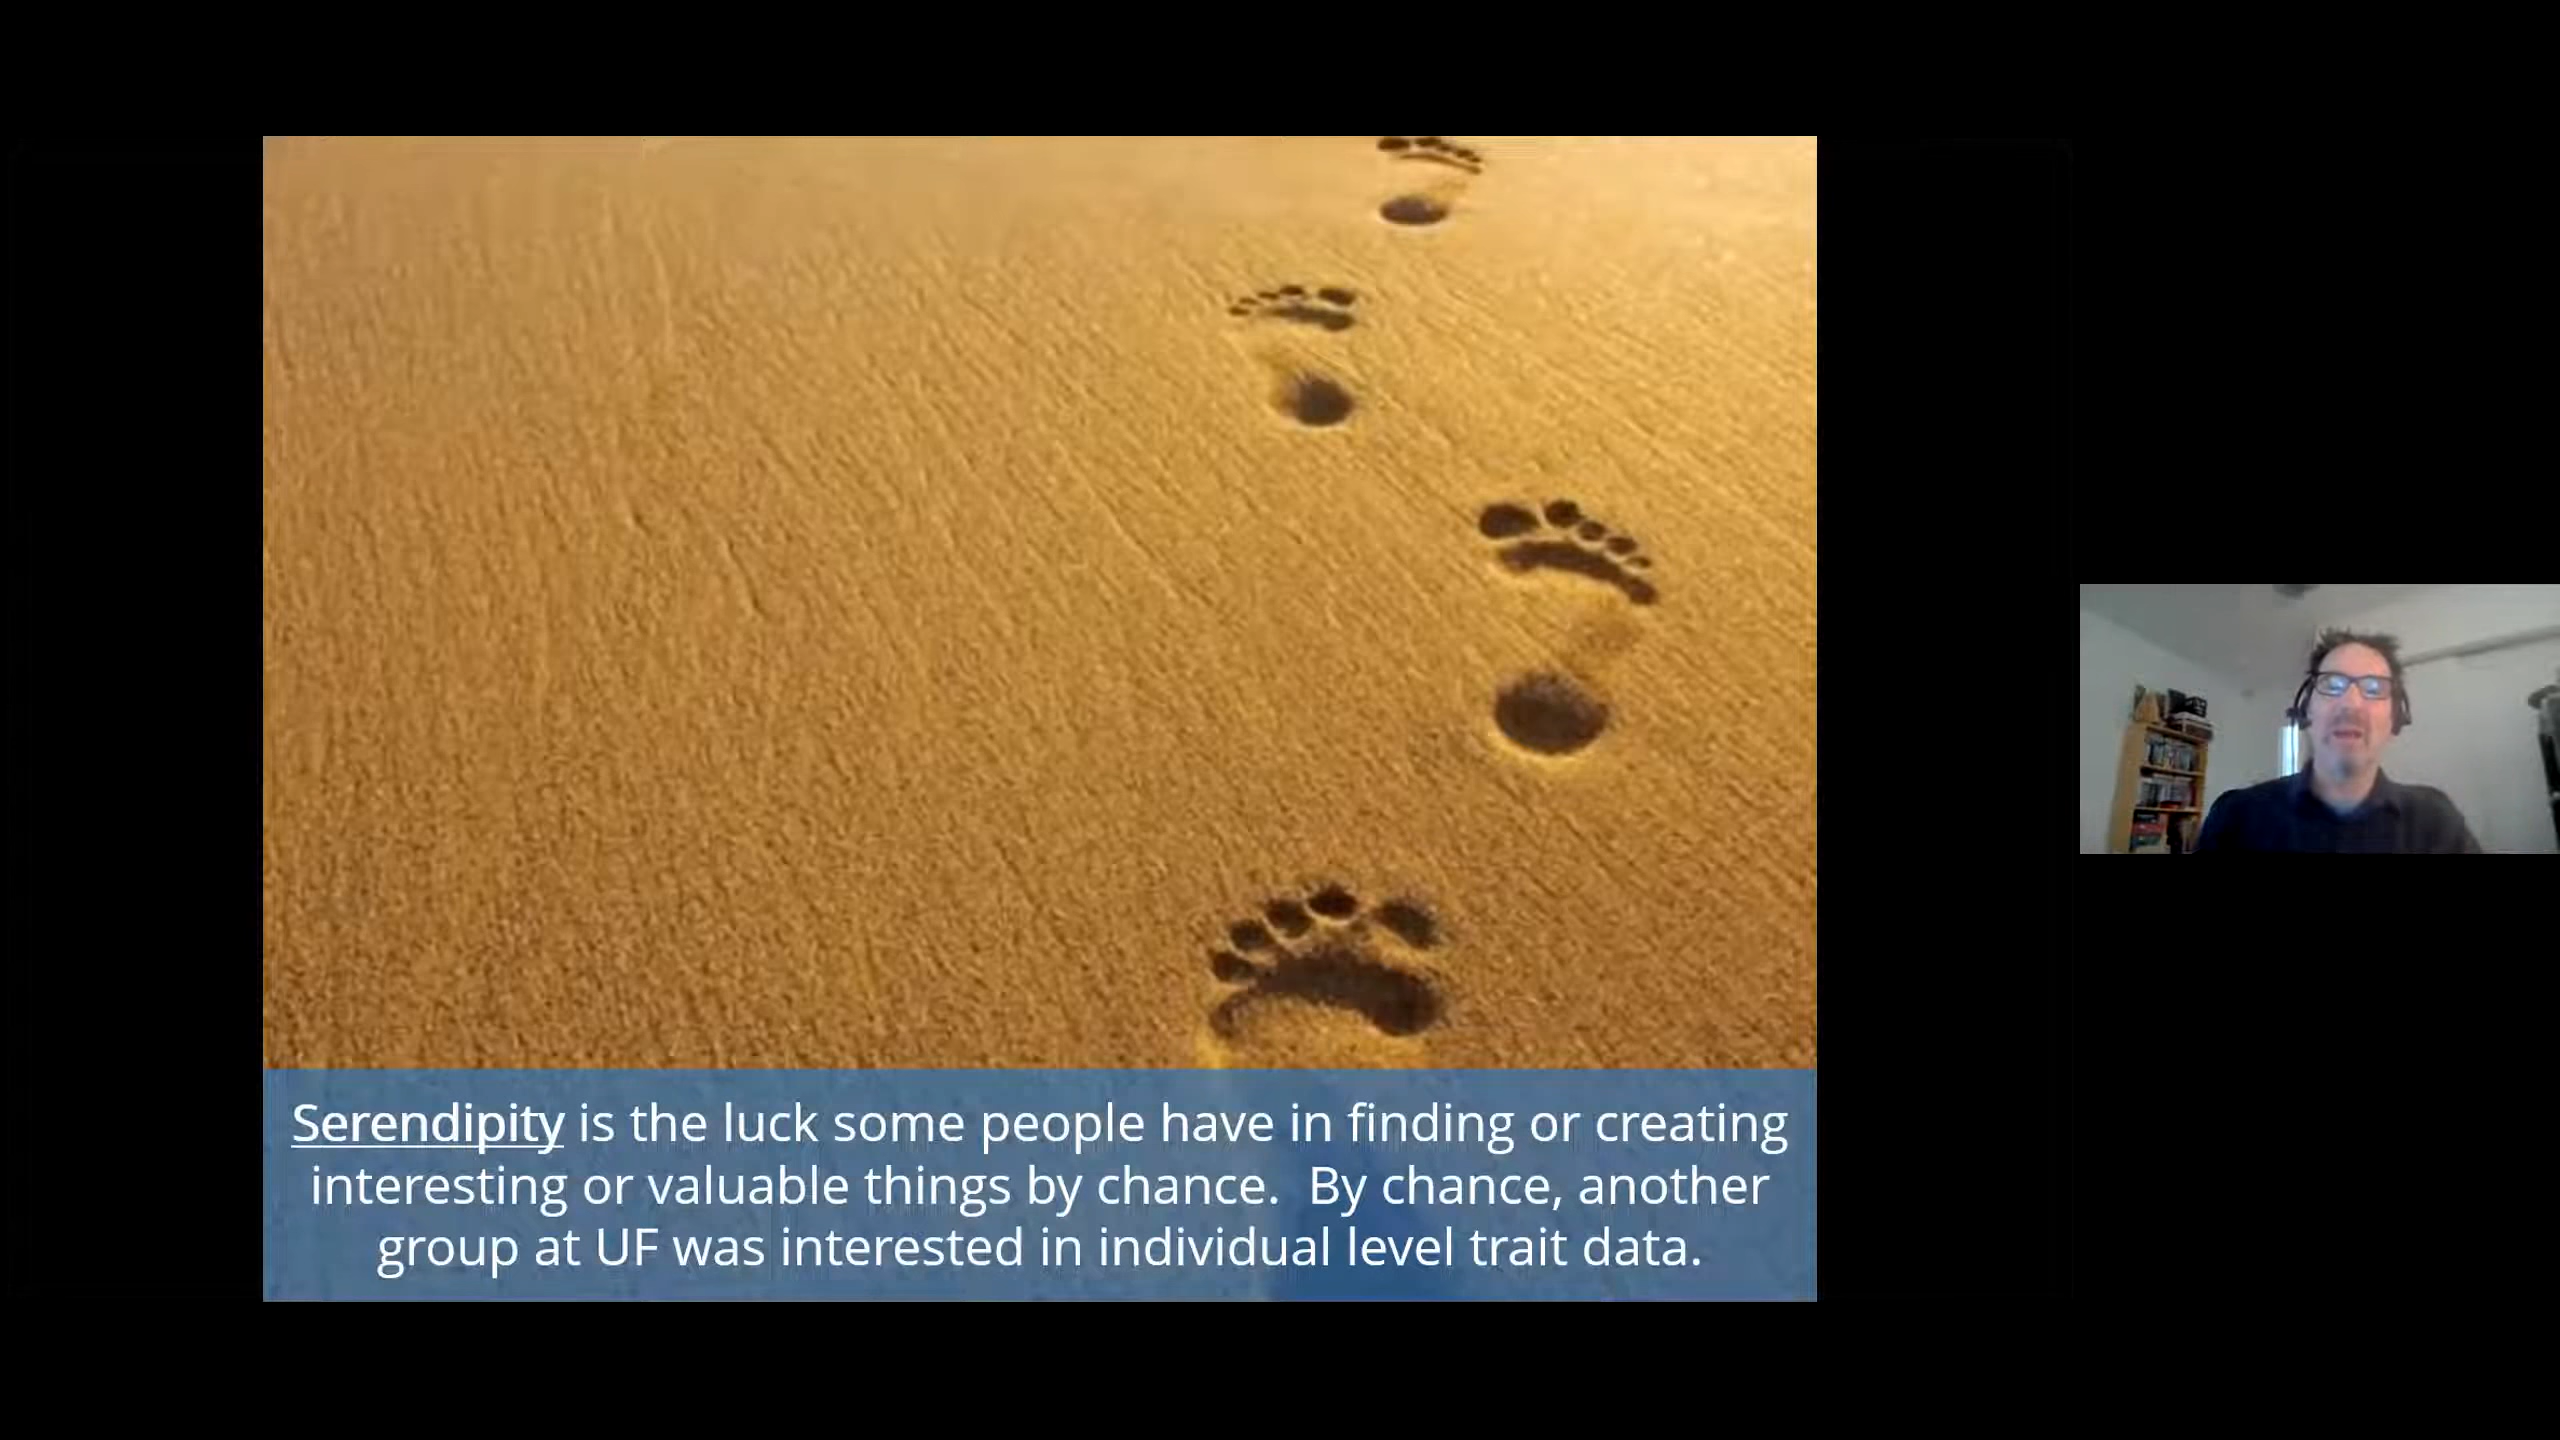 Serendipity is the luck some people have in finding or creating
interesting or valuable things by chance.  By chance, another
group at UF was interested in individual level trait data.